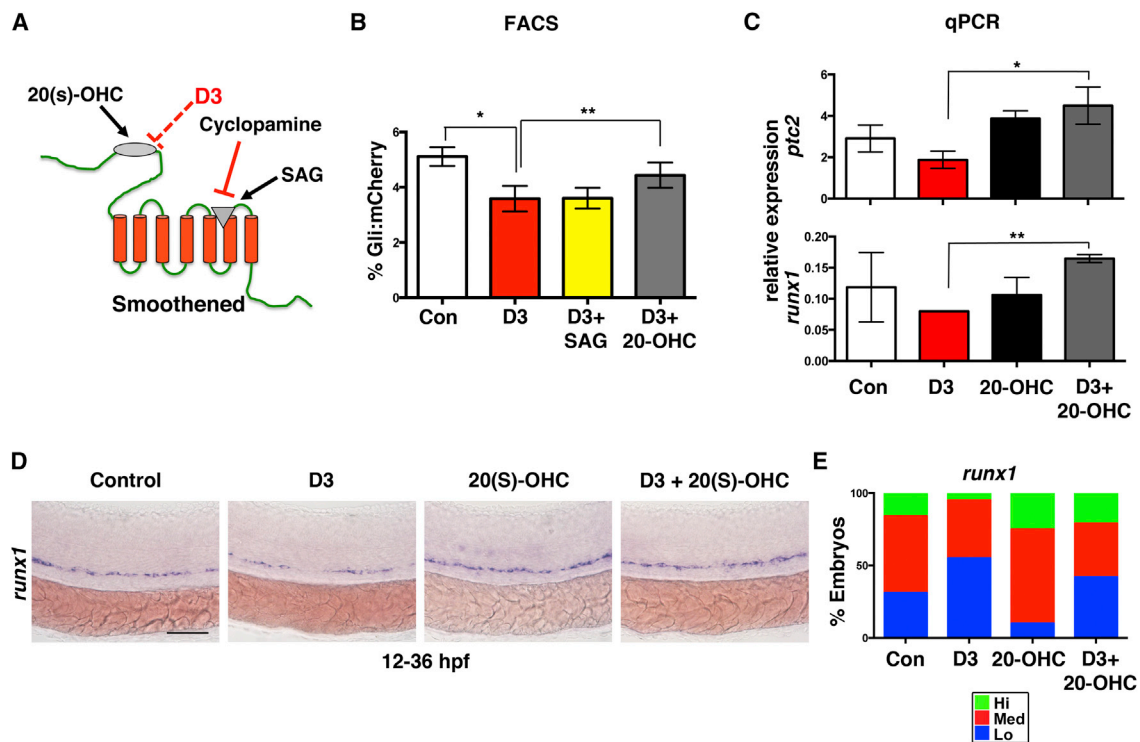 A
20(s)-OHC
D3
Cyclopamine
SAG
Smoothened
B
FACS
% Gli:mCherry
6
4
2
0
*
**
Con
D3
D3+
SAG
D3+
20-OHC
C
qPCR
relative expression
ptc2
6
4
2
0
*
runx1
0.20
0.15
0.10
0.05
0.00
**
Con
D3
20-OHC
D3+
20-OHC
D
Control
D3
20(S)-OHC
D3 + 20(S)-OHC
runx1
12-36 hpf
E
runx1
% Embryos
100
50
0
Con
D3
20-OHC
D3+
20-OHC
Hi
Med
Lo